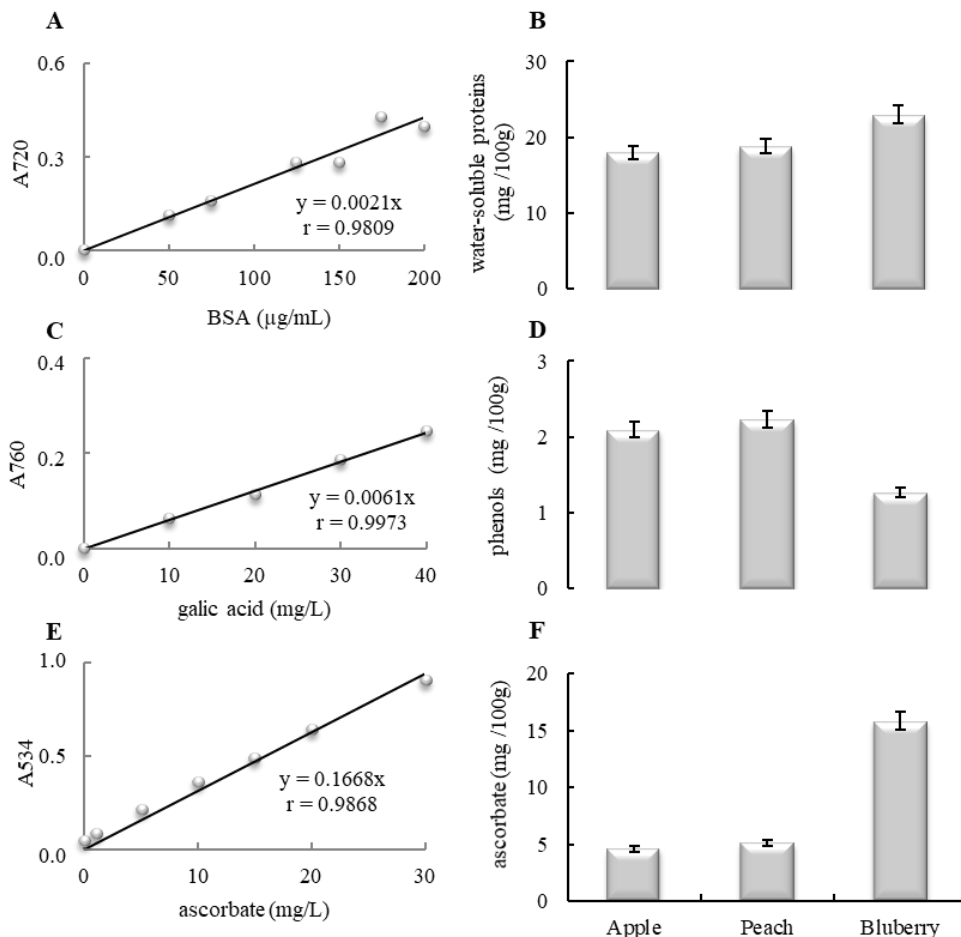 A
0.6
0.3
0.0
A720
y = 0.0021x
r = 0.9809
0
50
100
150
200
BSA (µg/mL)
B
30
20
10
0
water-soluble proteins
(mg /100g)
C
0.4
0.2
0.0
A760
y = 0.0061x
r = 0.9973
0
10
20
30
40
galic acid (mg/L)
D
3
2
1
0
phenols (mg /100g)
E
1.0
0.5
0.0
A534
y = 0.1668x
r = 0.9868
0
10
20
30
ascorbate (mg/L)
F
20
15
10
5
0
ascorbate (mg /100g)
Apple
Peach
Bluberry